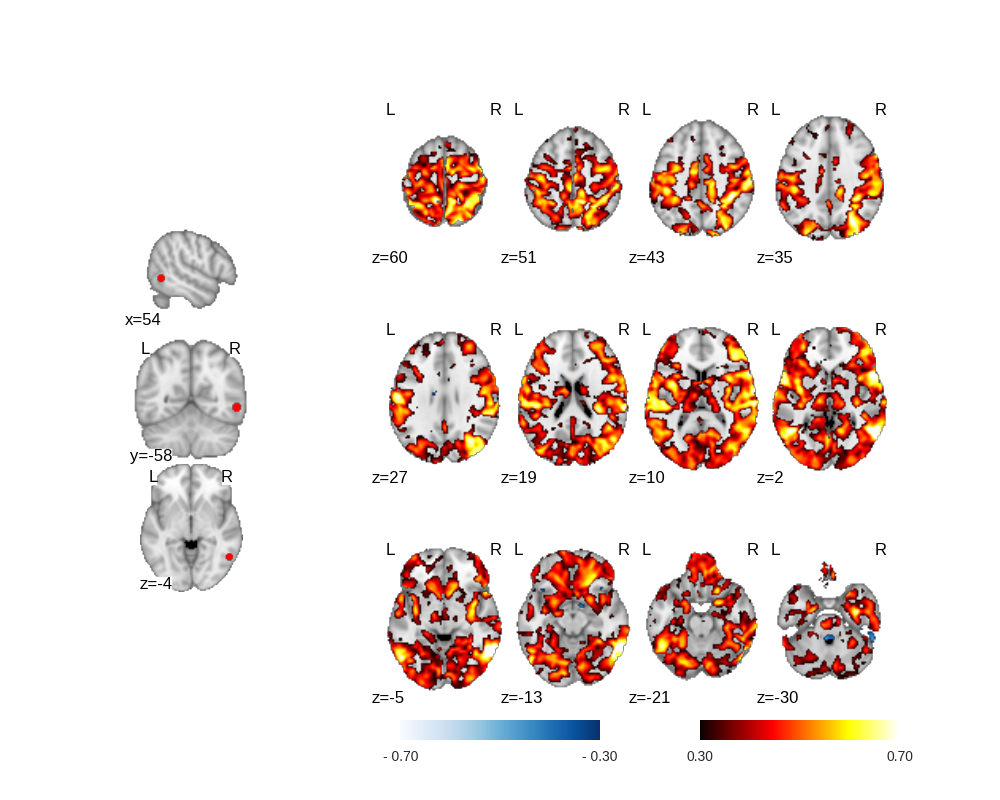 L R L R L R L R
z=60 z=51 z=43 z=35
x=54
L R
y=-58
L R
z=-4
L R L R L R L R
z=27 z=19 z=10 z=2
L R L R L R L R
z=-5 z=-13 z=-21 z=-30
- 0.70 - 0.30 0.30 0.70